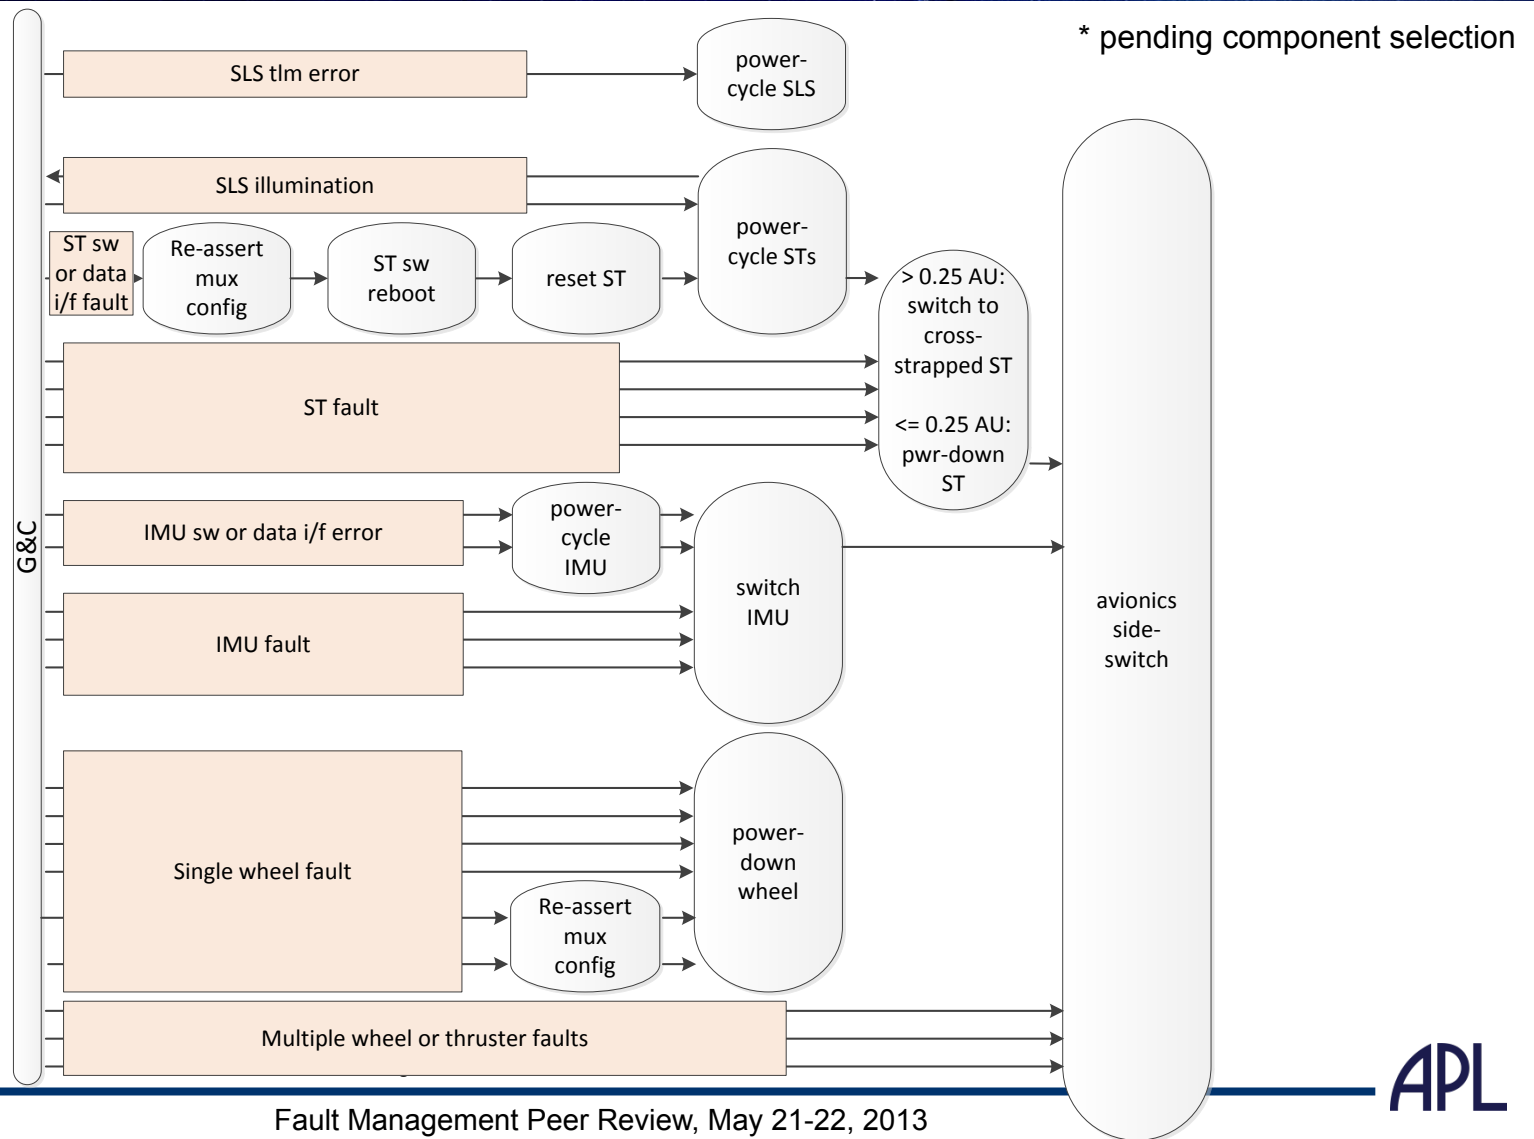 * pending component selection
SLS tlm error
power-
cycle SLS
SLS illumination
power-
cycle STs
ST sw
or data
i/f fault
Re-assert
mux
config
ST sw
reboot
reset ST
> 0.25 AU:
switch to
cross-
strapped ST
<= 0.25 AU:
pwr-down
ST
ST fault
G&C
IMU sw or data i/f error
power-
cycle
IMU
switch
IMU
IMU fault
avionics
side-
switch
Single wheel fault
power-
down
wheel
Re-assert
mux
config
Multiple wheel or thruster faults
APL
Fault Management Peer Review, May 21-22, 2013